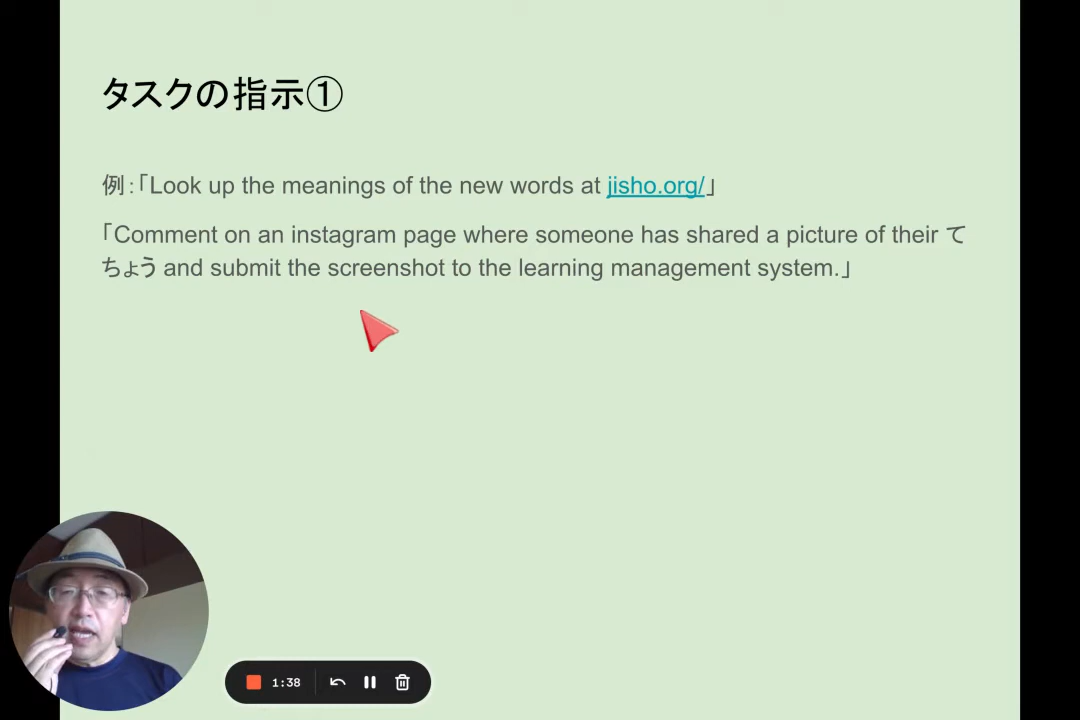 タスクの指示①
例：「Look up the meanings of the new words at jisho.org/」
「Comment on an instagram page where someone has shared a picture of their て
ちょう and submit the screenshot to the learning management system.」
1:38